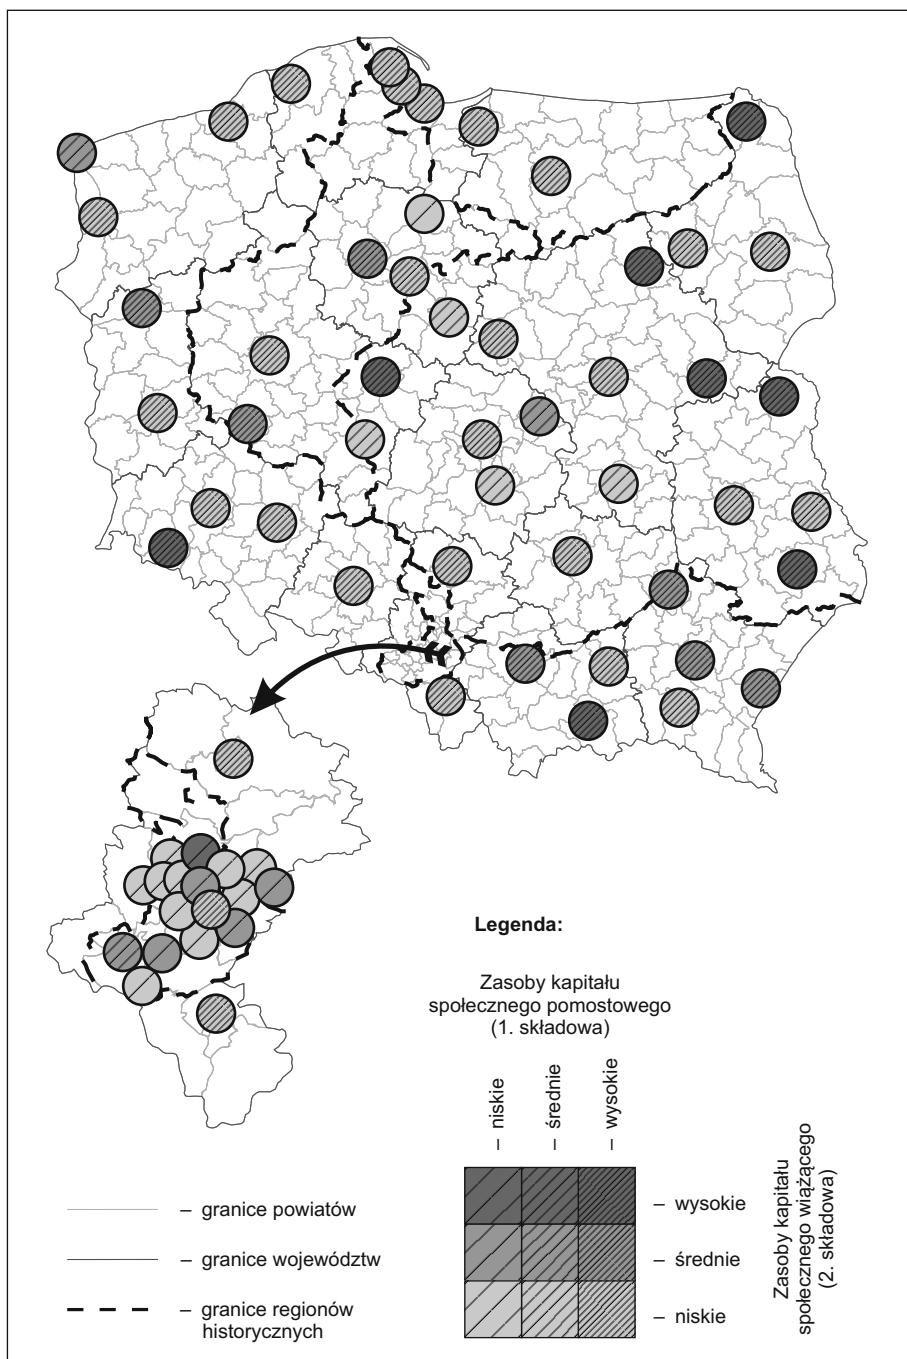 Legenda:
Zasoby kapitału
społecznego pomostowego
(1. składowa)
– niskie
– średnie
– wysokie
– wysokie
– średnie
– niskie
Zasoby kapitału
społecznego wiążącego
(2. składowa)
– granice powiatów
– granice województw
– granice regionów
historycznych